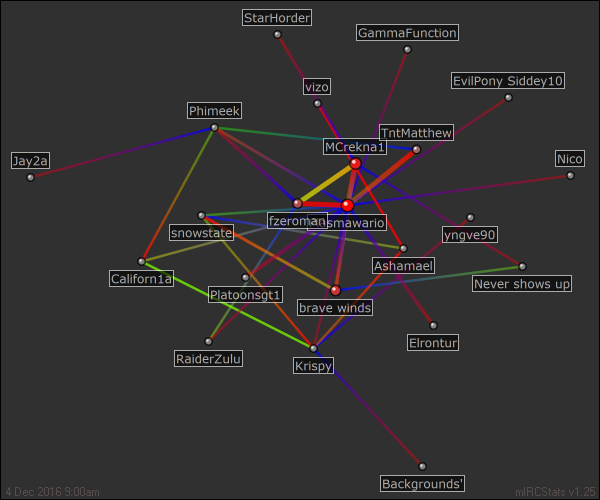 StarHorder
GammaFunction
EvilPony Siddey10
vizo
Phimeek
TntMatthew
MCrekna1
Jay2a
Nico
fzeroman
smawario
snowstate
yngve90
Ashamael
Californ1a
Never shows up
Platoonsgt1
brave winds
Elrontur
RaiderZulu
Krispy
Backgrounds'
4 Dec 2016 9:00am
mIRCStats v1.25